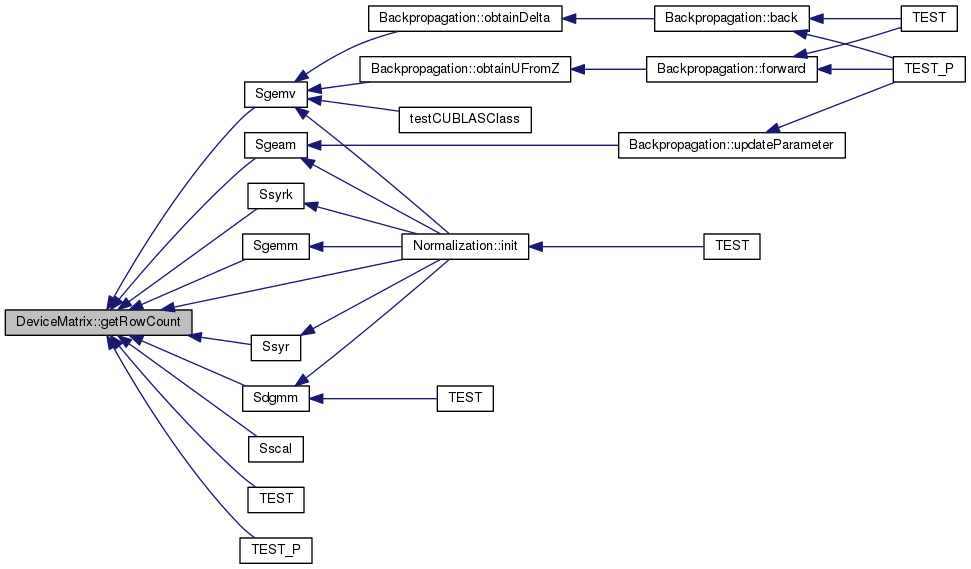 Backpropagation::obtainDelta
Backpropagation::back
TEST
Backpropagation::obtainUFromZ
Backpropagation::forward
TEST_P
Sgemv
testCUBLASClass
Sgeam
Backpropagation::updateParameter
Ssyrk
Sgemm
Normalization::init
TEST
DeviceMatrix::getRowCount
Ssyr
Sdgmm
TEST
Sscal
TEST
TEST_P